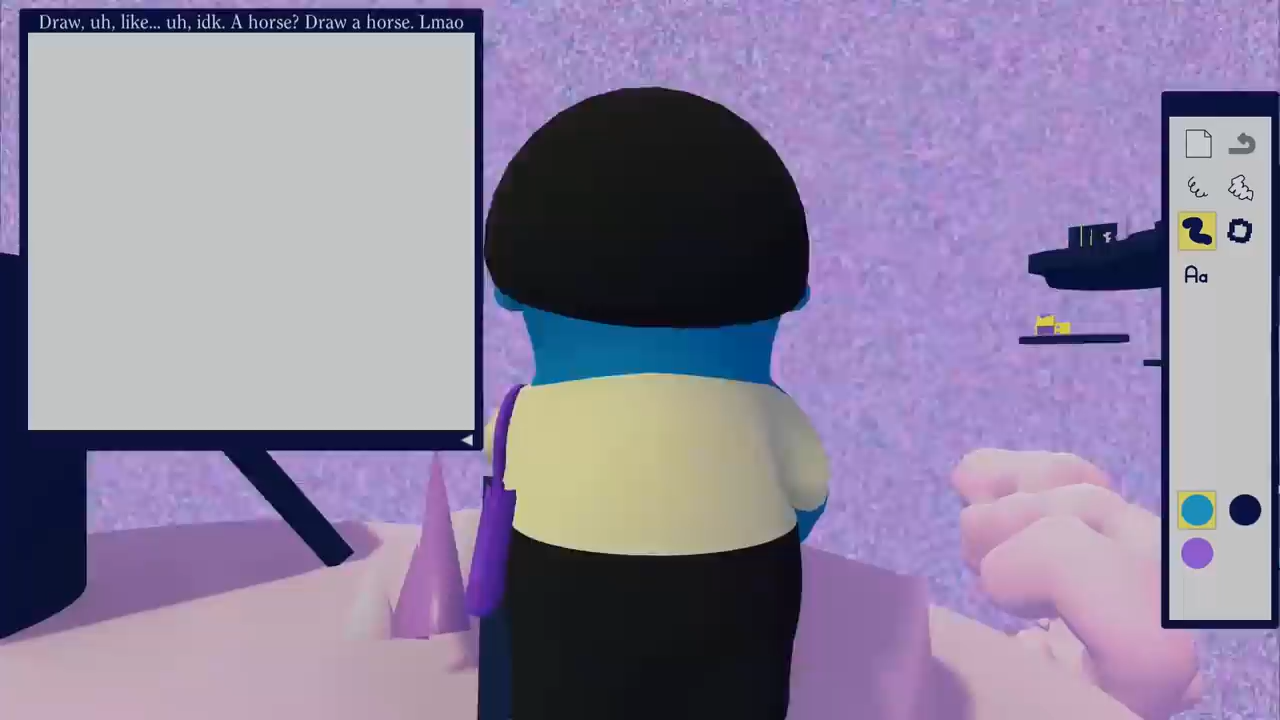 Draw, uh, like... uh, idk. A horse? Draw a horse. Lmao
Aa